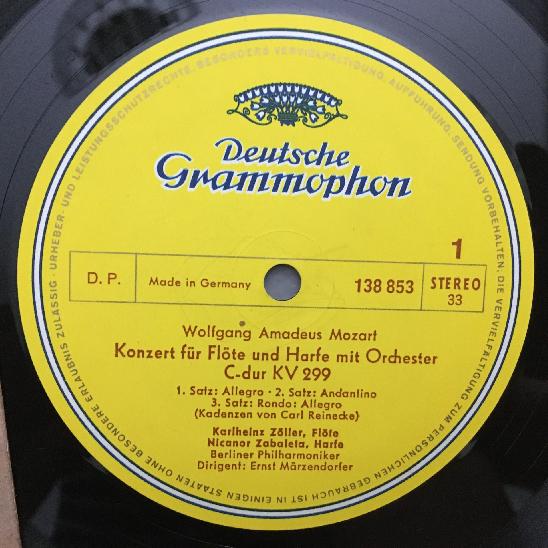 Deutsche
Grammophon
1
D. P.
Made in Germany
138 853
STEREO
33
Wolfgang Amadeus Mozart
Konzert für Flöte und Harfe mit Orchester
C-dur KV 299
1. Satz: Allegro · 2. Satz: Andantino
3. Satz: Rondo: Allegro
(Kadenzen von Carl Reinecke)
Karlheinz Zöller, Flöte
Nicanor Zabaleta, Harfe
Berliner Philharmoniker
Dirigent: Ernst Märzendorfer
URHEBER- UND LEISTUNGSSCHUTZRECHTE, BESONDERS VERVIELFÄLTIGUNG, AUFFÜHRUNG, SENDUNG VORBEHALTEN. DIE VERVIELFÄLTIGUNG ZUM PERSÖNLICHEN GEBRAUCH IST IN EINIGEN STAATEN OHNE BESONDERE ERLAUBNIS ZULÄSSIG ·